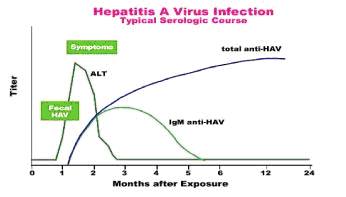 Hepatitis A Virus Infection
Typical Serologic Course
Symptoms
total anti-HAV
ALT
Titer
Fecal
HAV
IgM anti-HAV
0 1 2 3 4 5 6 12 24
Months after Exposure